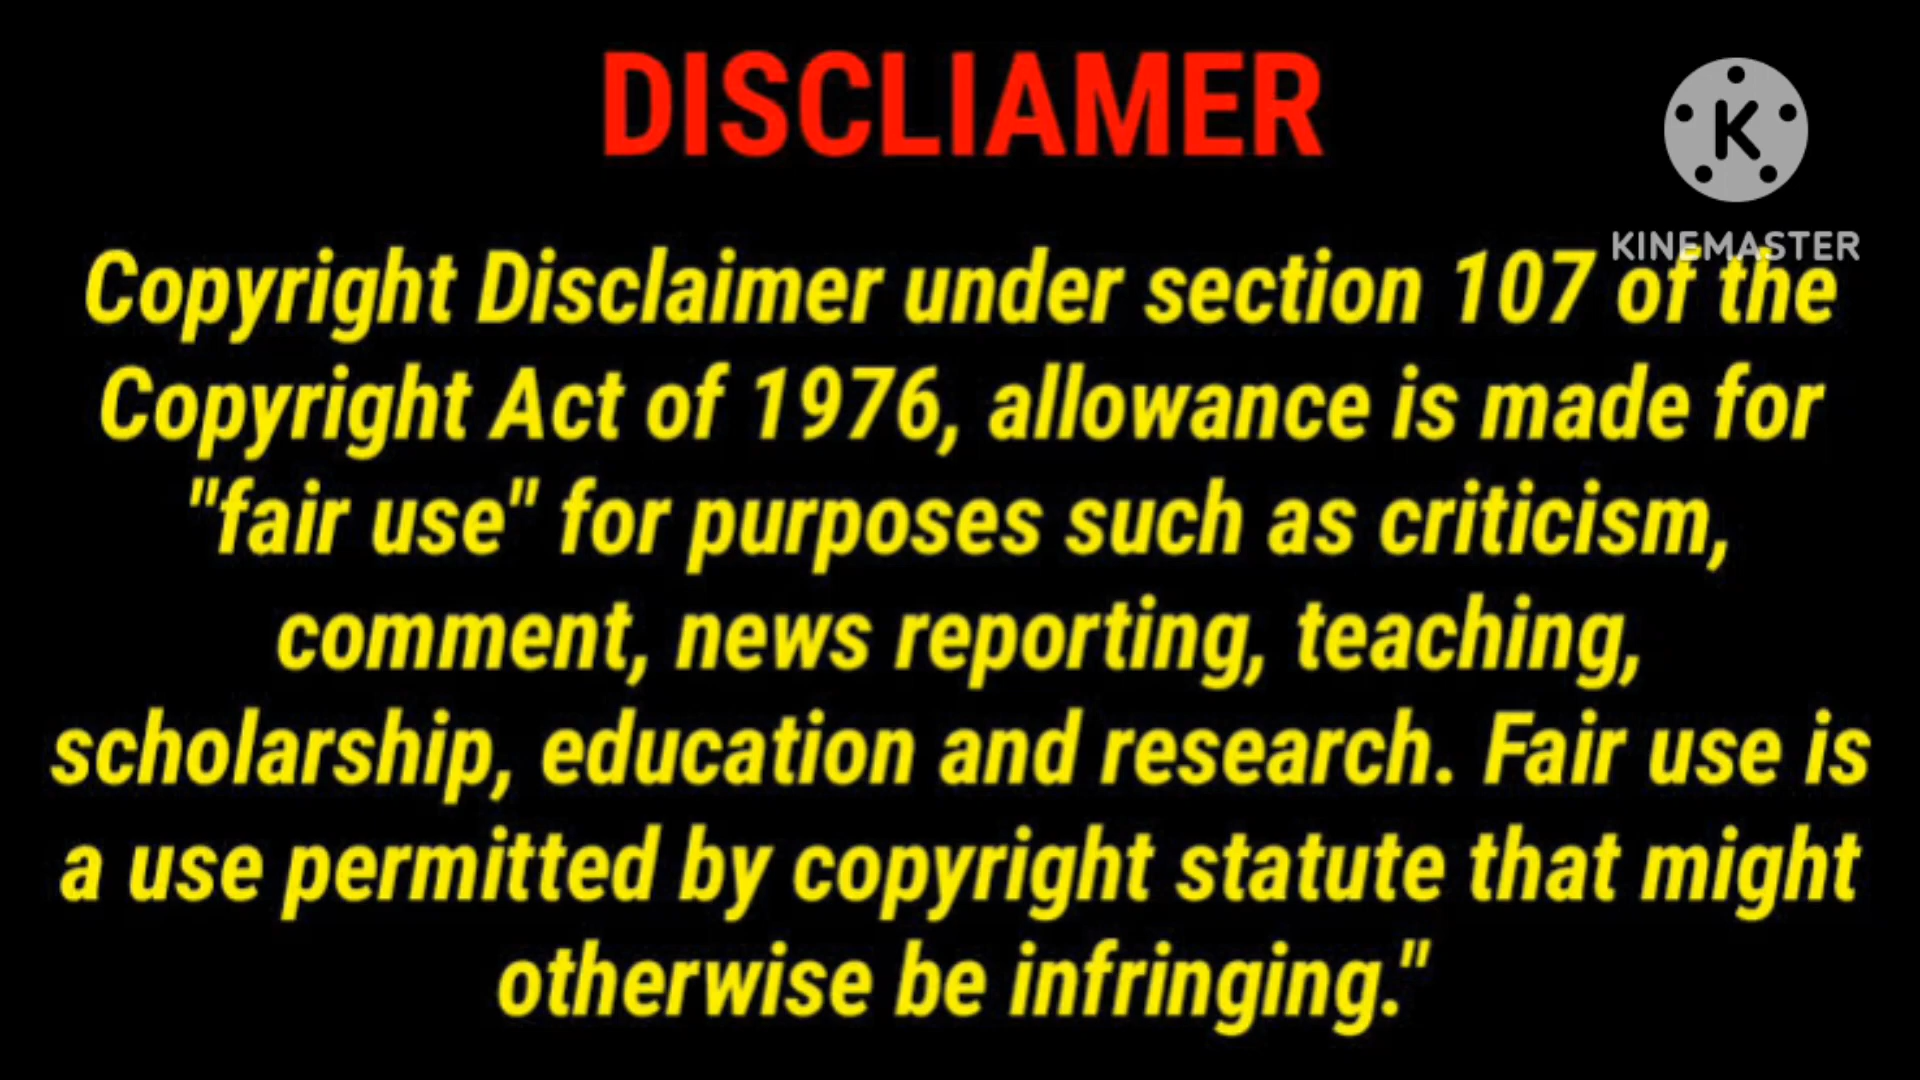 DISCLIAMER
K
KINEMASTER
Copyright Disclaimer under section 107 of the
Copyright Act of 1976, allowance is made for
"fair use" for purposes such as criticism,
comment, news reporting, teaching,
scholarship, education and research. Fair use is
a use permitted by copyright statute that might
otherwise be infringing."